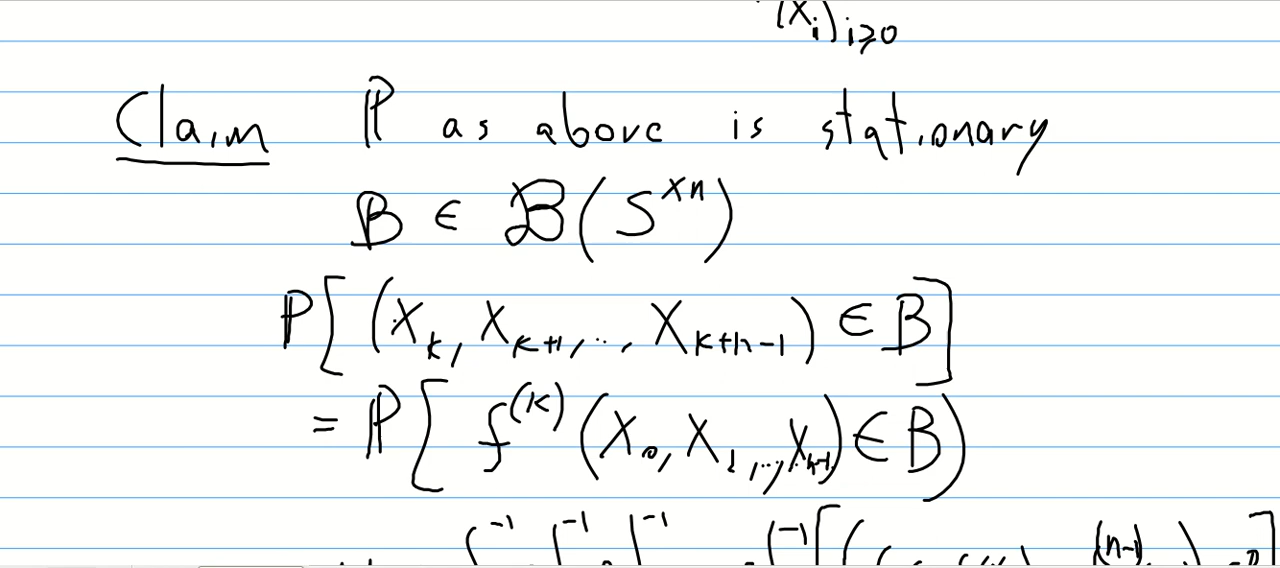 (X_i)_{i≥0}
Claim ℙ as above is stationary
B ∈ ℬ(S^{×n})
ℙ[(X_k, X_{k+1}, .., X_{k+n-1}) ∈ B]
= ℙ[f^{(k)}(X_0, X_1, .., X_{n-1}) ∈ B)